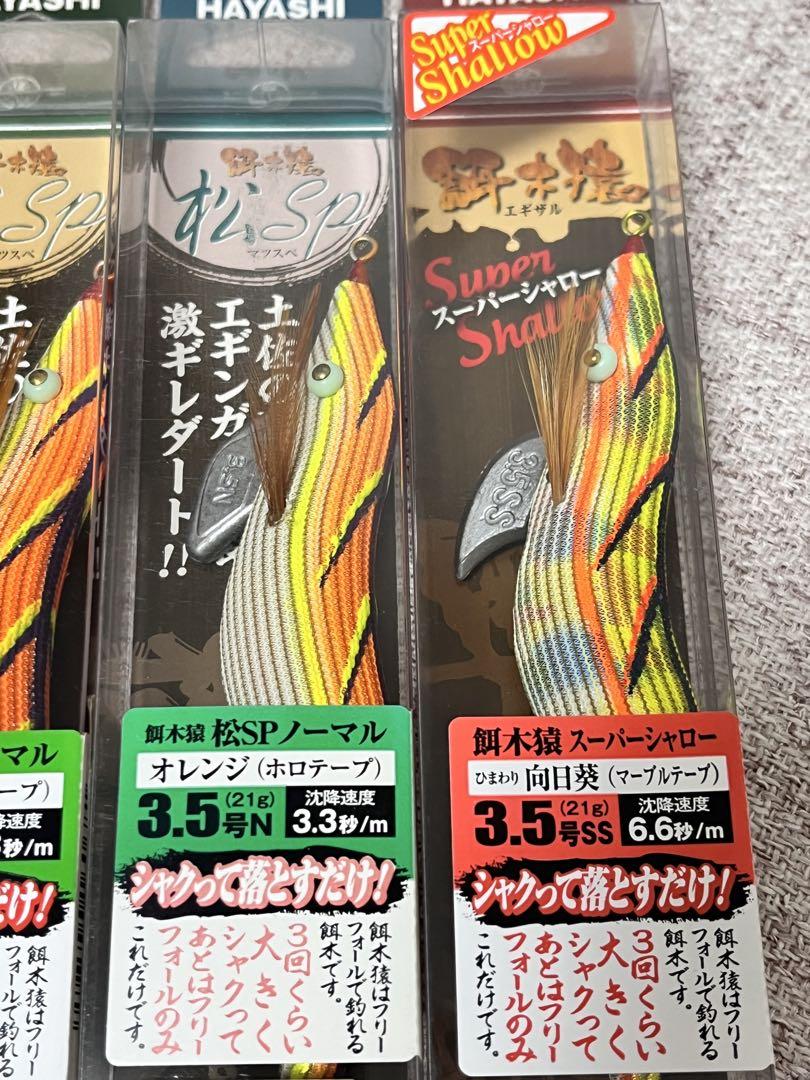 HAYASHI
HAYASHI
餌木猿
松SP
マツスペ
土佐の
エギンガ
激ギレダート!!
3.5N
餌木猿 松SPノーマル
オレンジ（ホロテープ）
3.5号N
(21g)
沈降速度
3.3秒/m
シャクって落とすだけ!
餌木猿はフリー
フォールで釣れる
餌木です。
3回くらい
大きく
シャクって
あとはフリー
フォールのみ
これだけです。
Super
スーパーシャロー
Shallow
餌木猿
エギザル
Super
スーパーシャロー
3.5SS
餌木猿 スーパーシャロー
ひまわり
向日葵（マーブルテープ）
3.5号SS
(21g)
沈降速度
6.6秒/m
シャクって落とすだけ!
餌木猿はフリー
フォールで釣れる
餌木です。
3回くらい
大きく
シャクって
あとはフリー
フォールのみ
これだけです。